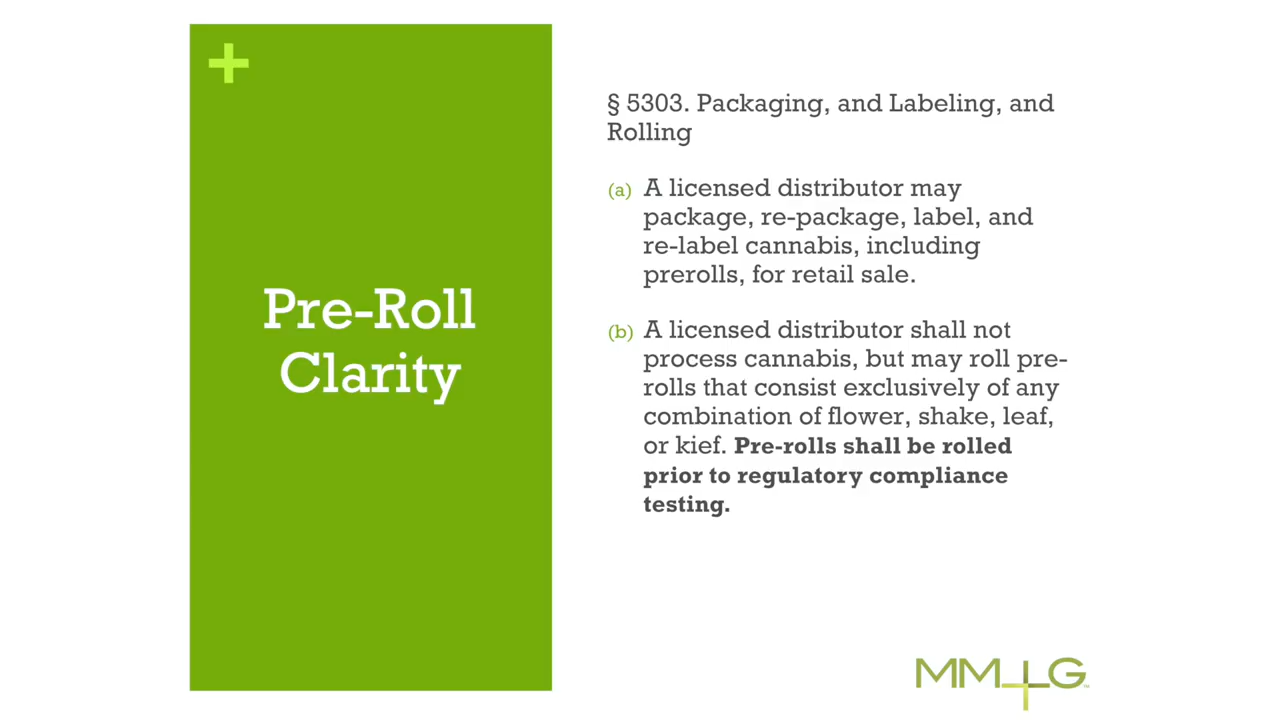 +
Pre-Roll
Clarity
§ 5303. Packaging, and Labeling, and
Rolling
(a) A licensed distributor may
package, re-package, label, and
re-label cannabis, including
prerolls, for retail sale.
(b) A licensed distributor shall not
process cannabis, but may roll pre-
rolls that consist exclusively of any
combination of flower, shake, leaf,
or kief. Pre-rolls shall be rolled
prior to regulatory compliance
testing.
MMLG